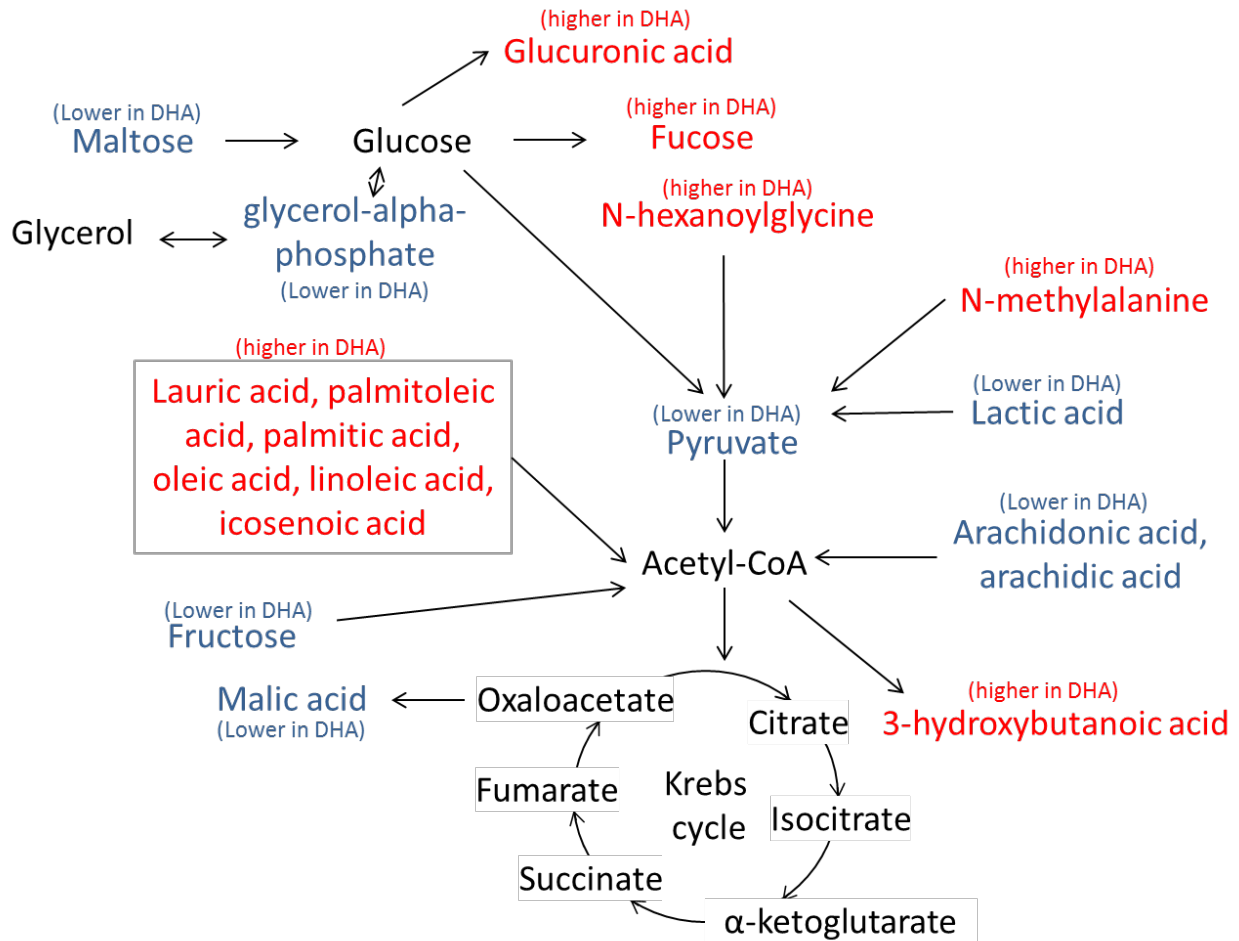 (higher in DHA)
Glucuronic acid
(Lower in DHA)
Maltose
Glucose
(higher in DHA)
Fucose
(higher in DHA)
N-hexanoylglycine
Glycerol
glycerol-alpha-
phosphate
(Lower in DHA)
(higher in DHA)
N-methylalanine
(higher in DHA)
Lauric acid, palmitoleic
acid, palmitic acid,
oleic acid, linoleic acid,
icosenoic acid
(Lower in DHA)
Lactic acid
(Lower in DHA)
Pyruvate
(Lower in DHA)
Arachidonic acid,
arachidic acid
Acetyl-CoA
(Lower in DHA)
Fructose
Malic acid
(Lower in DHA)
Oxaloacetate
Citrate
(higher in DHA)
3-hydroxybutanoic acid
Fumarate
Krebs
cycle
Isocitrate
Succinate
α-ketoglutarate